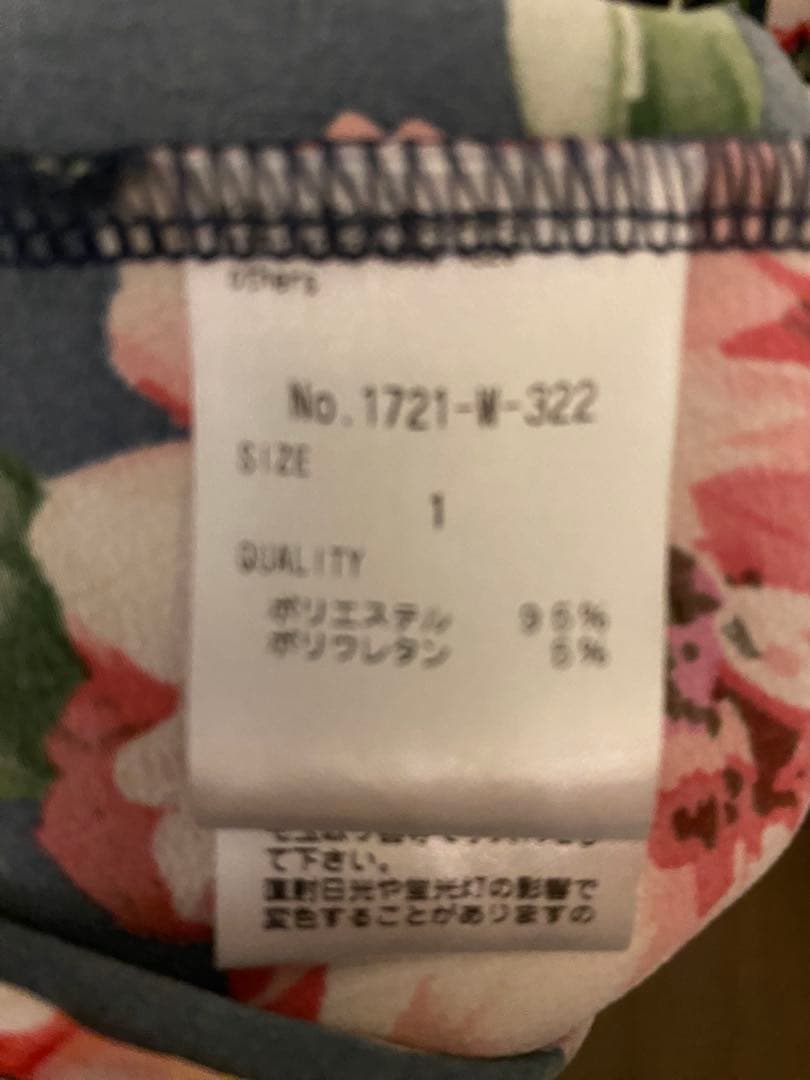 others
No.1721-M-322
SIZE
1
QUALITY
ポリエステル 95%
ポリウレタン 5%
て下さい。
直射日光や蛍光灯の影響で
変色することがありますの